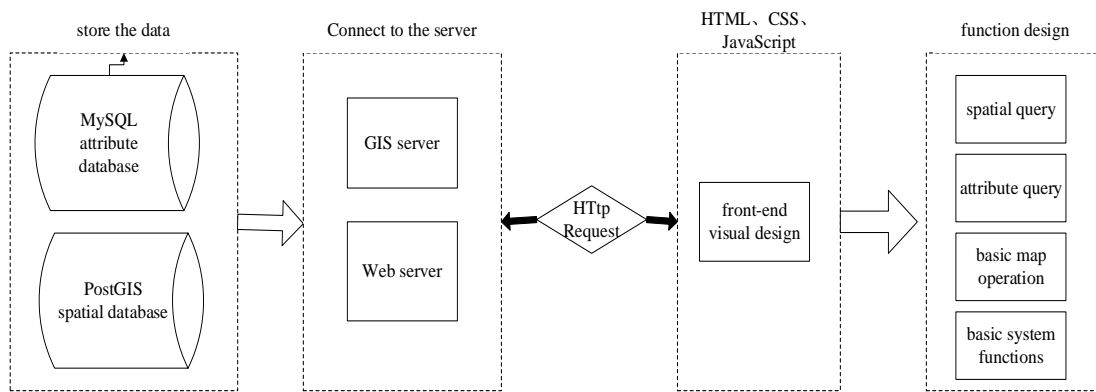 store the data
MySQL
attribute
database
PostGIS
spatial database
Connect to the server
GIS server
Web server
HTtp
Request
HTML、CSS、
JavaScript
front-end
visual design
function design
spatial query
attribute query
basic map
operation
basic system
functions